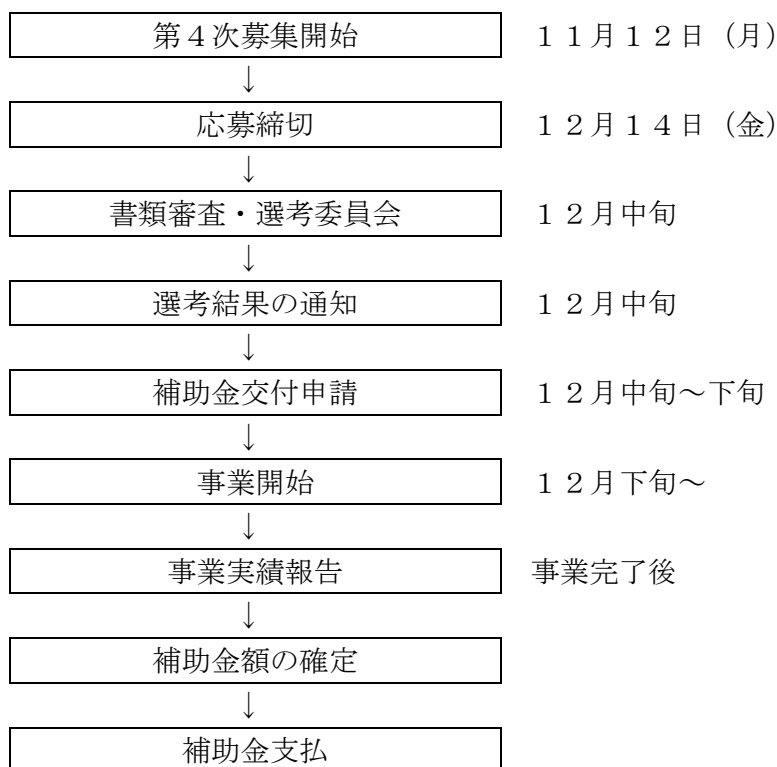 第４次募集開始 １１月１２日（月）
↓
応募締切 １２月１４日（金）
↓
書類審査・選考委員会 １２月中旬
↓
選考結果の通知 １２月中旬
↓
補助金交付申請 １２月中旬～下旬
↓
事業開始 １２月下旬～
↓
事業実績報告 事業完了後
↓
補助金額の確定
↓
補助金支払